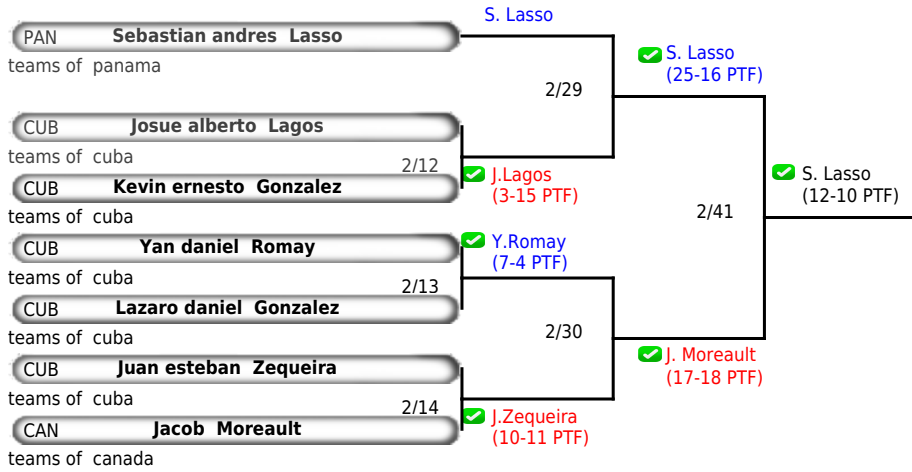 S. Lasso
PAN Sebastian andres Lasso
teams of panama
S. Lasso
(25-16 PTF)
2/29
CUB Josue alberto Lagos
teams of cuba
2/12
J.Lagos
(3-15 PTF)
CUB Kevin ernesto Gonzalez
teams of cuba
S. Lasso
(12-10 PTF)
2/41
CUB Yan daniel Romay
teams of cuba
Y.Romay
(7-4 PTF)
2/13
CUB Lazaro daniel Gonzalez
teams of cuba
2/30
J. Moreault
(17-18 PTF)
CUB Juan esteban Zequeira
teams of cuba
2/14
J.Zequeira
(10-11 PTF)
CAN Jacob Moreault
teams of canada